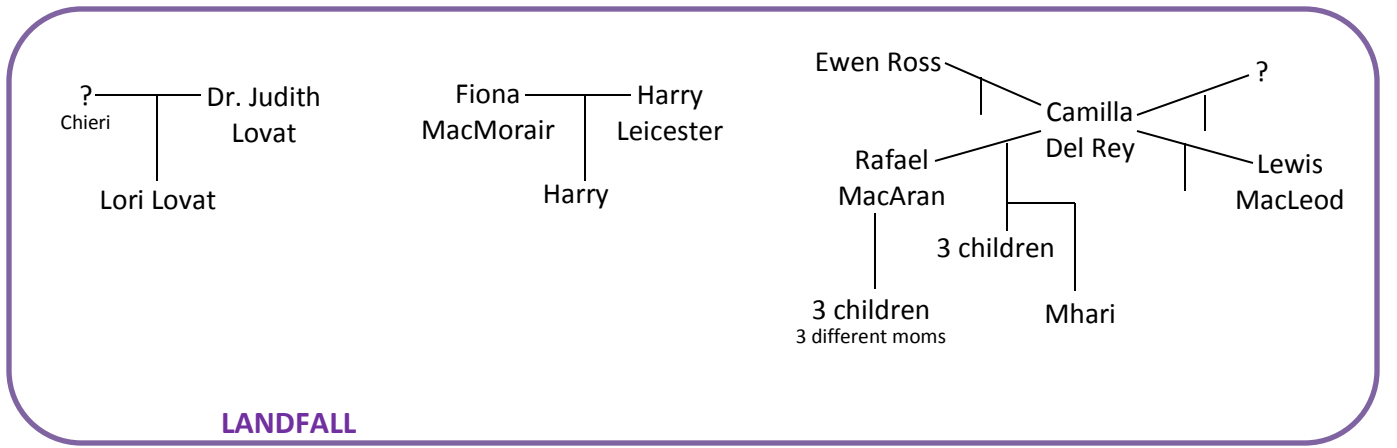 ?
Chieri
Dr. Judith
Lovat
Lori Lovat
Fiona
MacMorair
Harry
Leicester
Harry
Ewen Ross
?
Camilla
Del Rey
Rafael
MacAran
Lewis
MacLeod
3 children
Mhari
3 children
3 different moms
LANDFALL